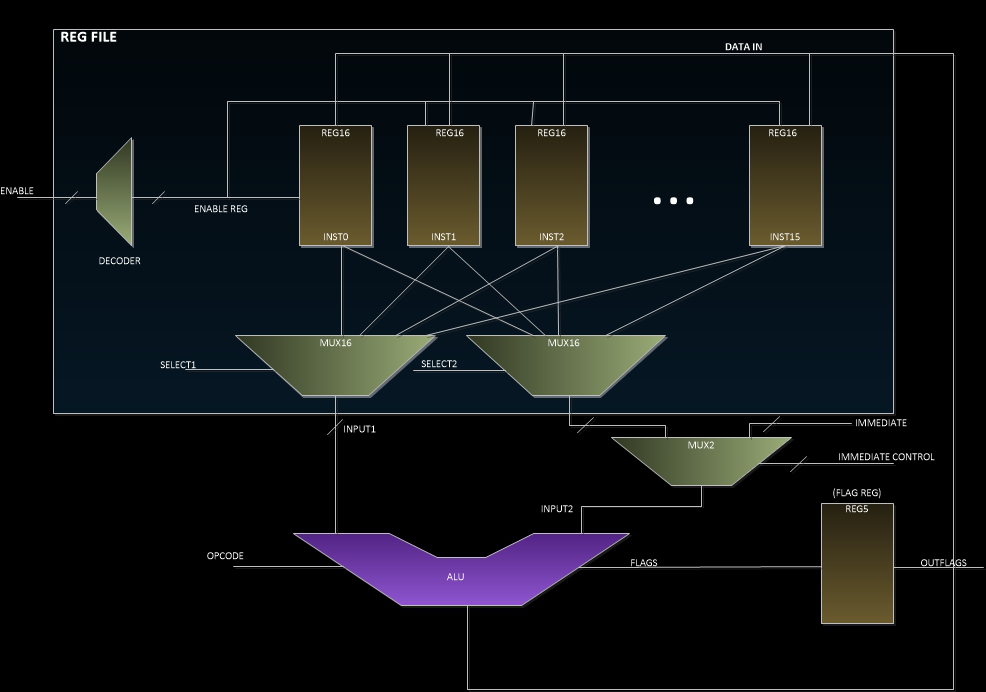 REG FILE
DATA IN
REG16
REG16
REG16
REG16
ENABLE
ENABLE REG
INST0
INST1
INST2
INST15
DECODER
MUX16
MUX16
SELECT1
SELECT2
INPUT1
IMMEDIATE
MUX2
IMMEDIATE CONTROL
(FLAG REG)
INPUT2
REG5
OPCODE
FLAGS
OUTFLAGS
ALU